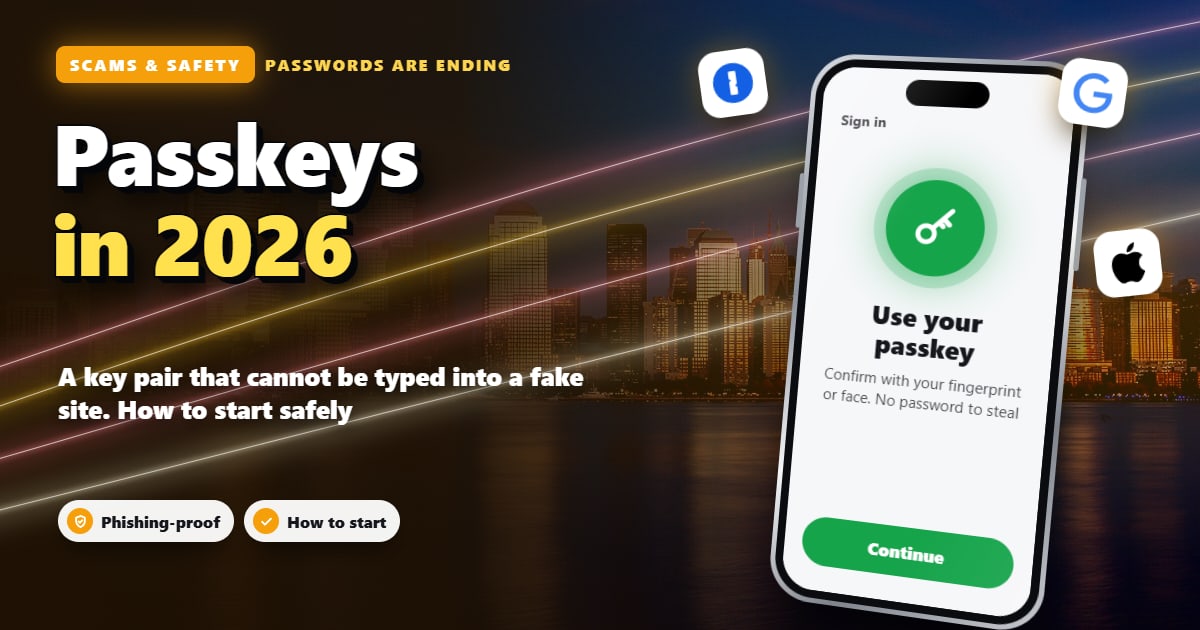 SCAMS & SAFETY
PASSWORDS ARE ENDING
Passkeys
in 2026
A key pair that cannot be typed into a fake
site. How to start safely
Phishing-proof
How to start
Sign in
Use your
passkey
Confirm with your fingerprint
or face. No password to steal
Continue